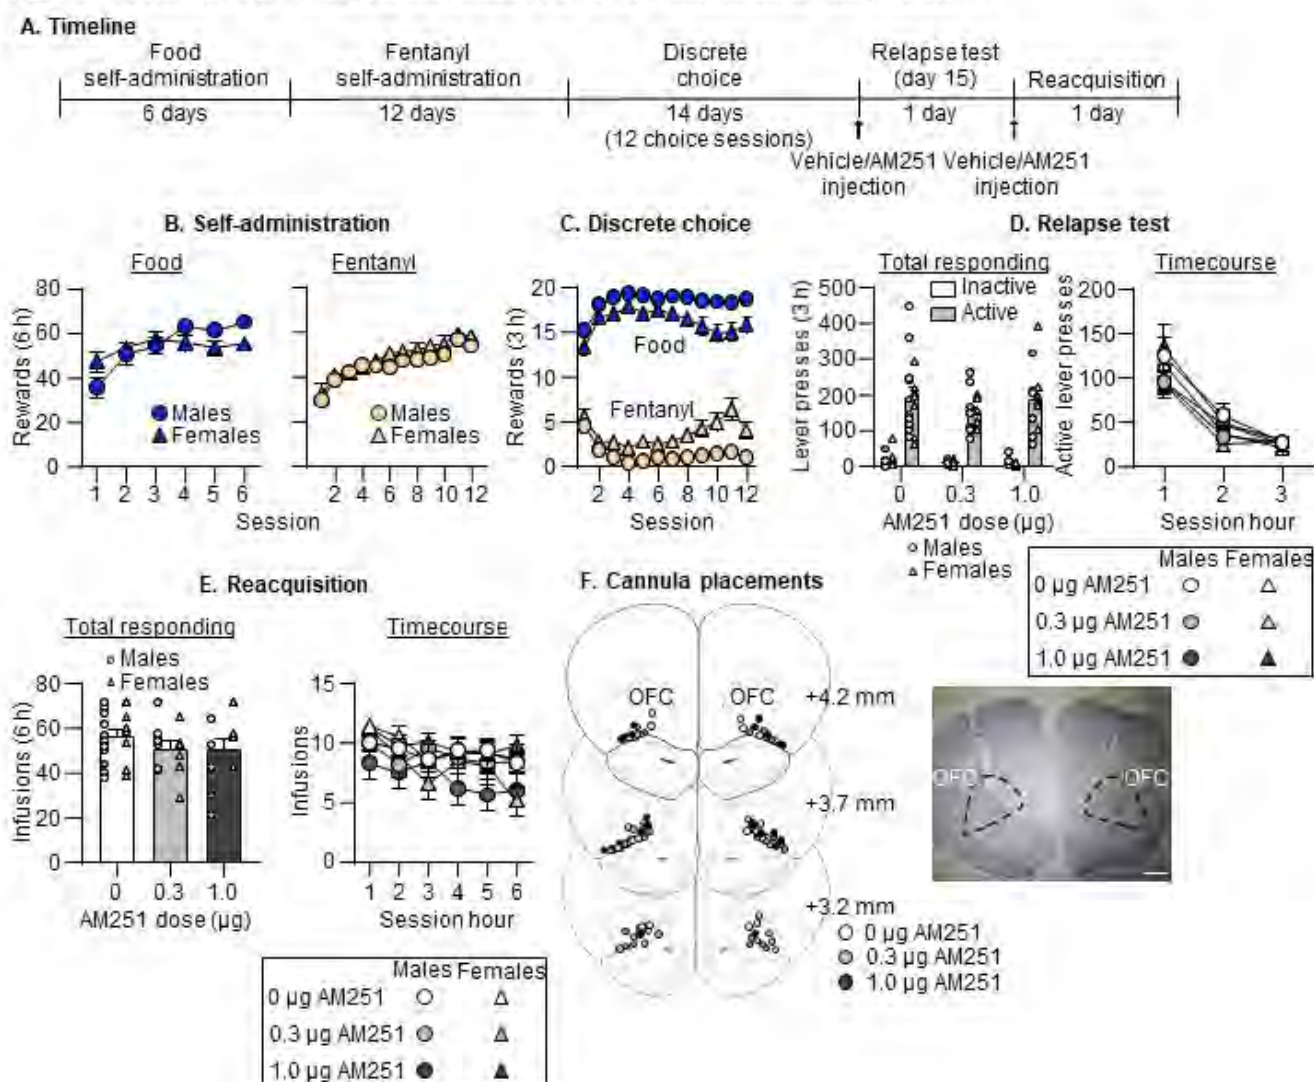 A. Timeline
Food
self-administration
Fentanyl
self-administration
Discrete
choice
Relapse test
(day 15)
Reacquisition
6 days
12 days
14 days
(12 choice sessions)
1 day
1 day
Vehicle/AM251
injection
Vehicle/AM251
injection
B. Self-administration
Food
Fentanyl
Rewards (6 h)
80
60
40
20
0
Males
Females
Males
Females
1 2 3 4 5 6
2 4 6 8 10 12
Session
C. Discrete choice
Rewards (3 h)
20
15
10
5
0
Food
Fentanyl
2 4 6 8 10 12
Session
D. Relapse test
Total responding
Inactive
Active
Lever presses (3 h)
500
400
300
200
100
0
0 0.3 1.0
AM251 dose (µg)
Males
Females
Timecourse
Active lever presses
200
150
100
50
0
1 2 3
Session hour
Males Females
0 µg AM251
0.3 µg AM251
1.0 µg AM251
E. Reacquisition
Total responding
Males
Females
Infusions (6 h)
80
60
40
20
0
0 0.3 1.0
AM251 dose (µg)
Timecourse
Infusions
15
10
5
0
1 2 3 4 5 6
Session hour
Males Females
0 µg AM251
0.3 µg AM251
1.0 µg AM251
F. Cannula placements
OFC OFC
+4.2 mm
+3.7 mm
+3.2 mm
OFC OFC
0 µg AM251
0.3 µg AM251
1.0 µg AM251